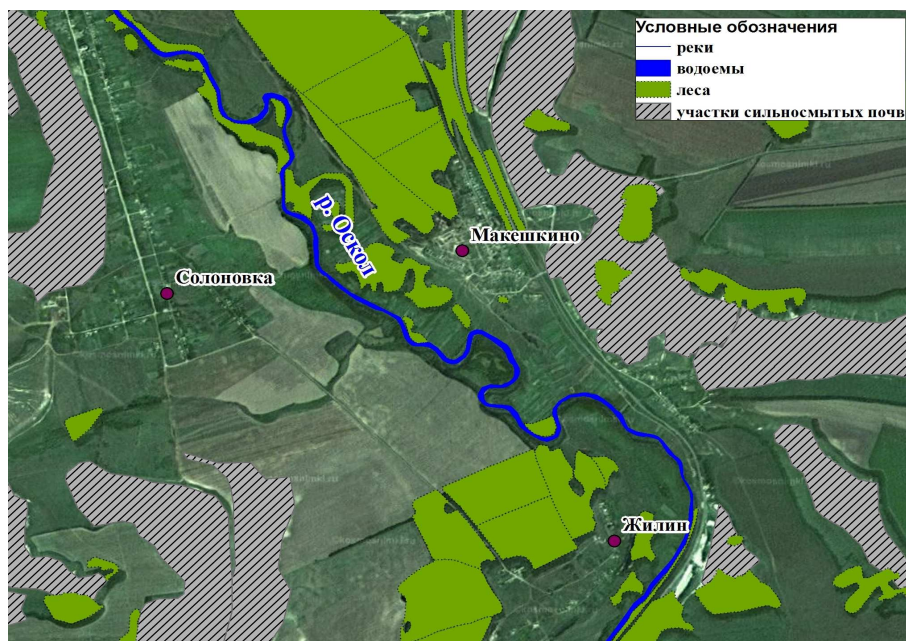 Условные обозначения
реки
водоемы
леса
участки сильносмытых почв
р. Оскол
Макешкино
Солоновка
Жилин